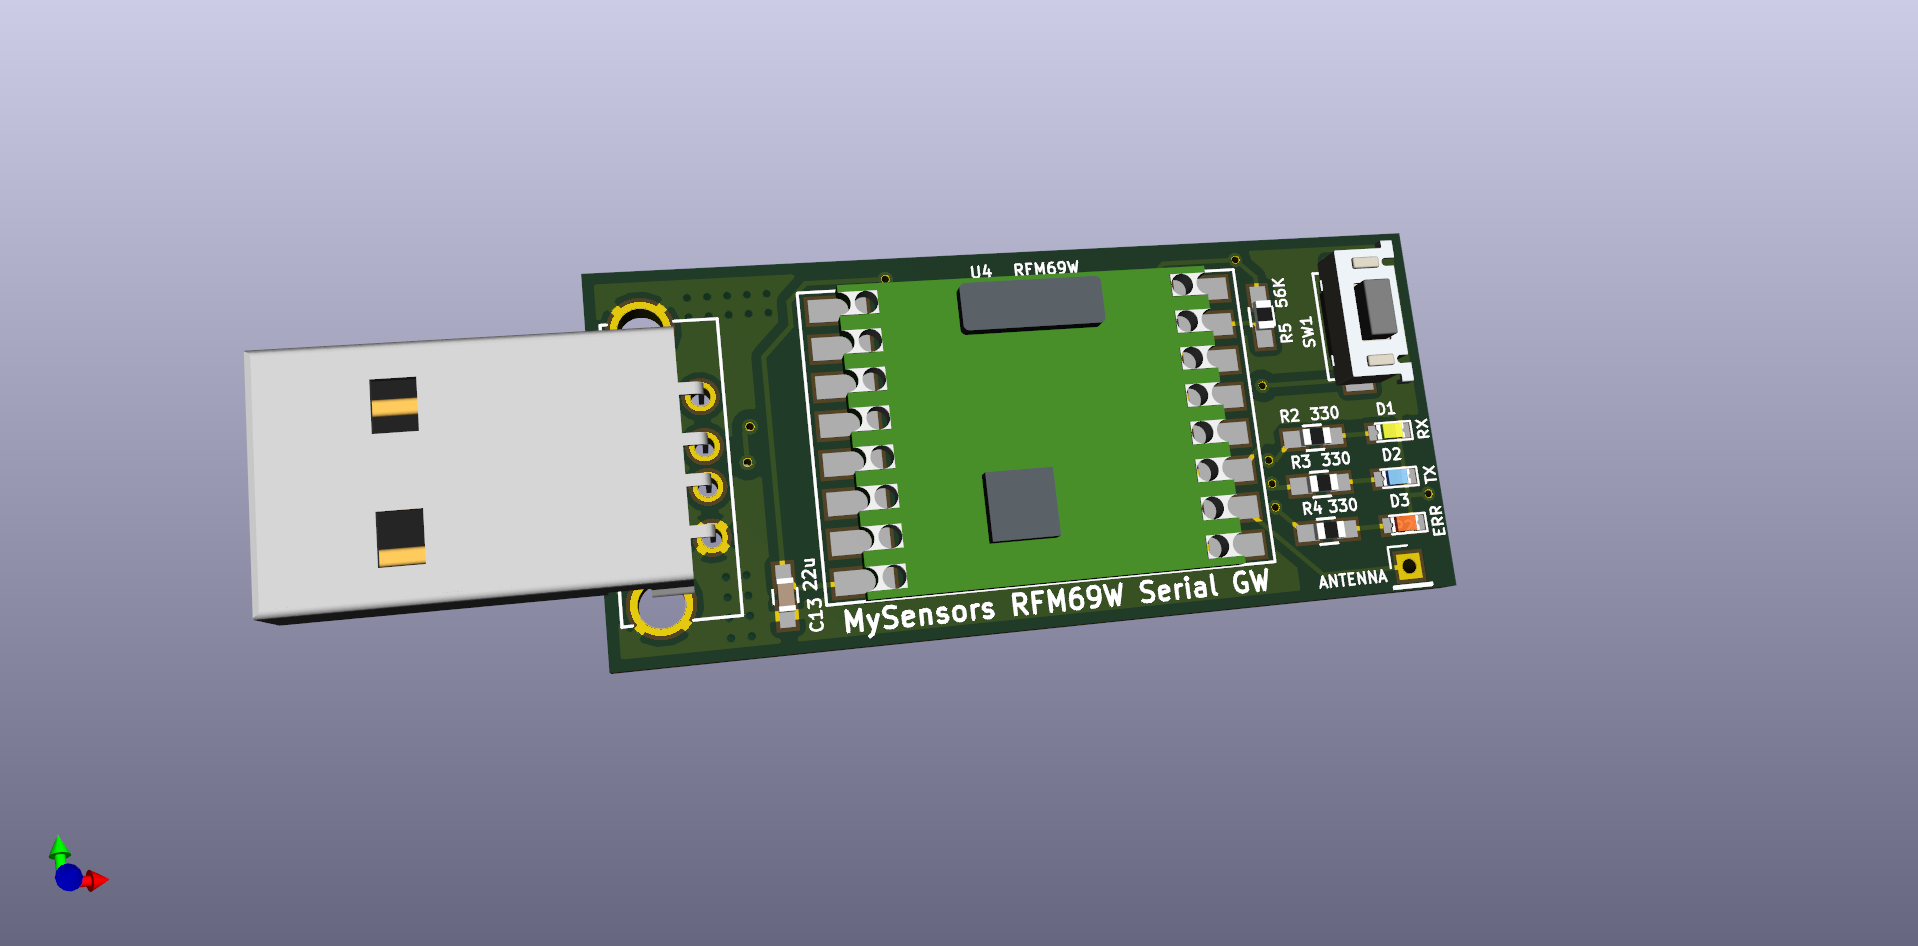 U4 RFM69W
56K
R5
SW1
R2 330
D1
RX
R3 330
D2
TX
R4 330
D3
ERR
ANTENNA
C13 22u
MySensors RFM69W Serial GW